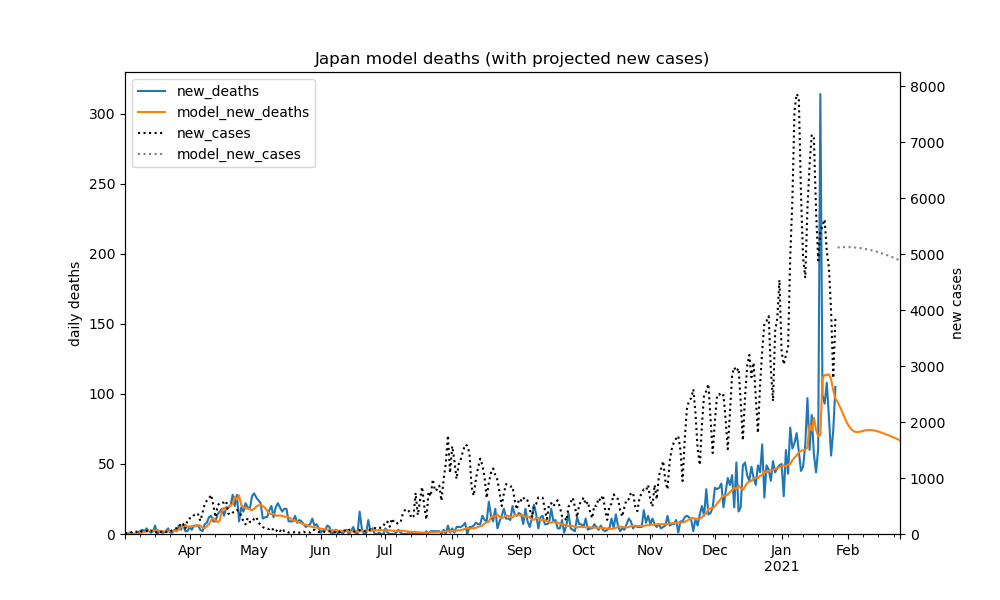 Japan model deaths (with projected new cases)
new_deaths
model_new_deaths
new_cases
model_new_cases
daily deaths
300
250
200
150
100
50
0
8000
7000
6000
5000
4000
3000
2000
1000
0
new cases
Apr May Jun Jul Aug Sep Oct Nov Dec Jan Feb
2021